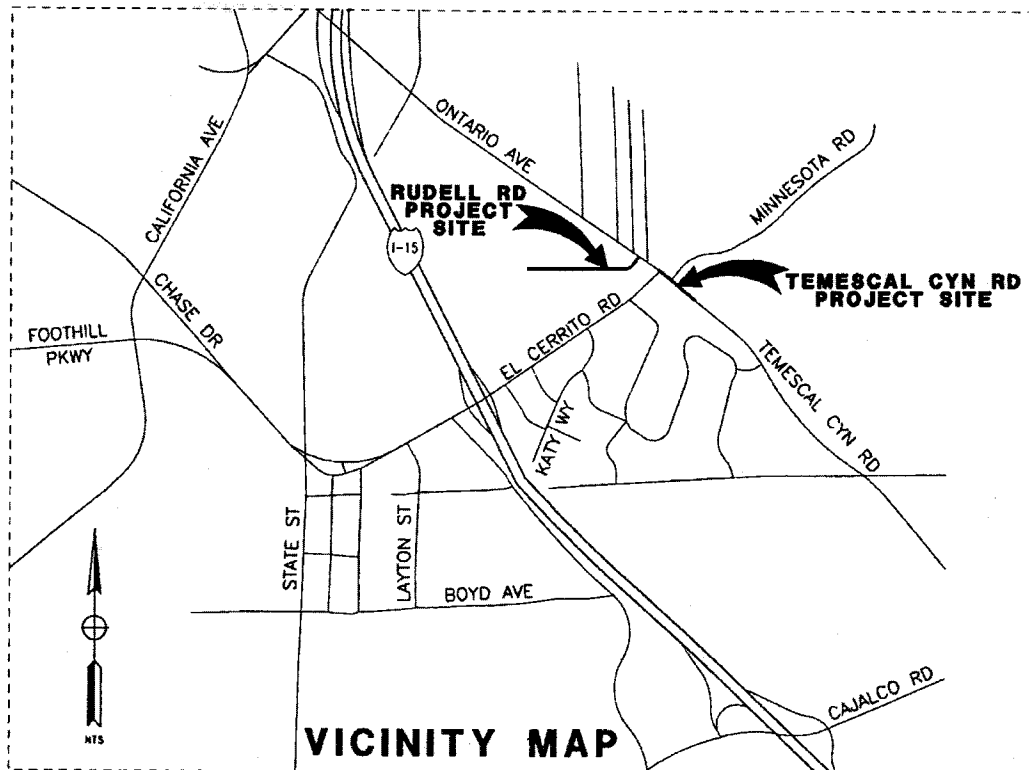 ONTARIO AVE
CALIFORNIA AVE
MINNESOTA RD
RUDELL RD
PROJECT
SITE
I-15
TEMESCAL CYN RD
PROJECT SITE
CHASE DR
FOOTHILL
PKWY
EL CERRITO RD
TEMESCAL CYN RD
KATY WY
STATE ST
LAYTON ST
BOYD AVE
CAJALCO RD
NTS
VICINITY MAP